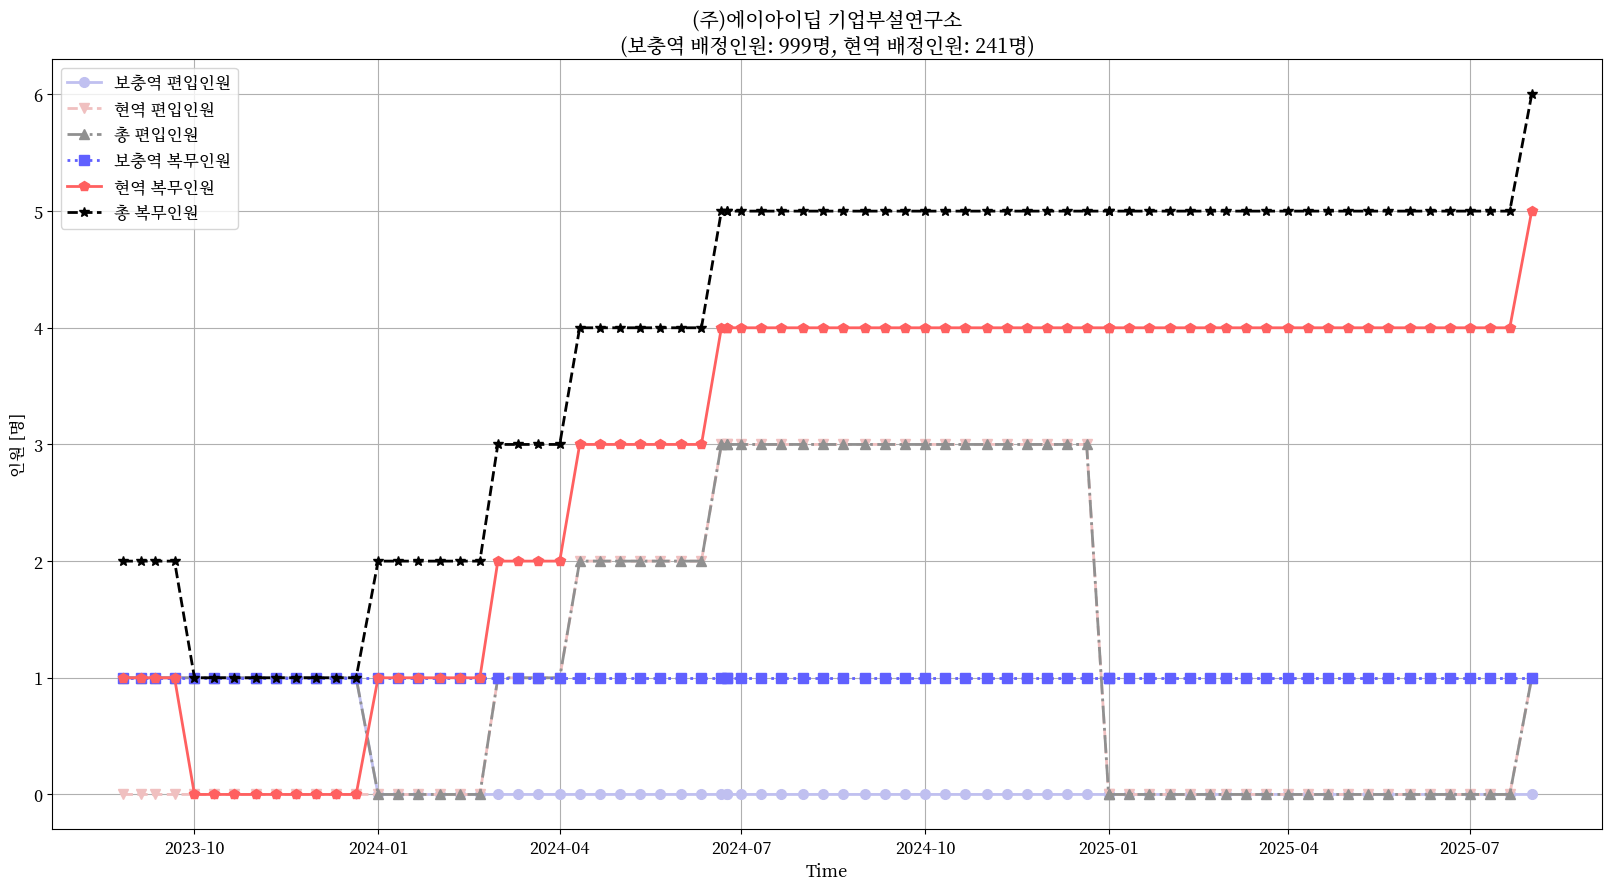 (주)에이아이딥 기업부설연구소
(보충역 배정인원: 999명, 현역 배정인원: 241명)
보충역 편입인원
현역 편입인원
총 편입인원
보충역 복무인원
현역 복무인원
총 복무인원
인원 [명]
6
5
4
3
2
1
0
2023-10
2024-01
2024-04
2024-07
2024-10
2025-01
2025-04
2025-07
Time